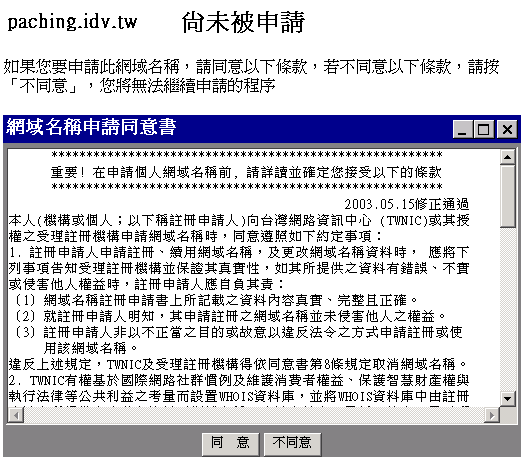 paching.idv.tw 尚未被申請
如果您要申請此網域名稱，請同意以下條款，若不同意以下條款，請按
「不同意」，您將無法繼續申請的程序
網域名稱申請同意書
*******************************************************
重要! 在申請個人網域名稱前, 請詳讀並確定您接受以下的條款
*******************************************************
2003.05.15修正通過
本人(機構或個人；以下稱註冊申請人)向台灣網路資訊中心 (TWNIC)或其授
權之受理註冊機構申請網域名稱時，同意遵照如下約定事項：
1. 註冊申請人申請註冊、續用網域名稱，及更改網域名稱資料時， 應將下
列事項告知受理註冊機構並保證其真實性，如其所提供之資料有錯誤、不實
或侵害他人權益時，註冊申請人應自負其責：
(1) 網域名稱註冊申請書上所記載之資料內容真實、完整且正確。
(2) 就註冊申請人明知，其申請註冊之網域名稱並未侵害他人之權益。
(3) 註冊申請人非以不正當之目的或故意以違反法令之方式申請註冊或使
用該網域名稱。
違反上述規定，TWNIC及受理註冊機構得依同意書第8條規定取消網域名稱。
2. TWNIC有權基於國際網路社群慣例及維護消費者權益、保護智慧財產權與
執行法律等公共利益之考量而設置WHOIS資料庫，並將WHOIS資料庫中由註冊
同 意 不同意